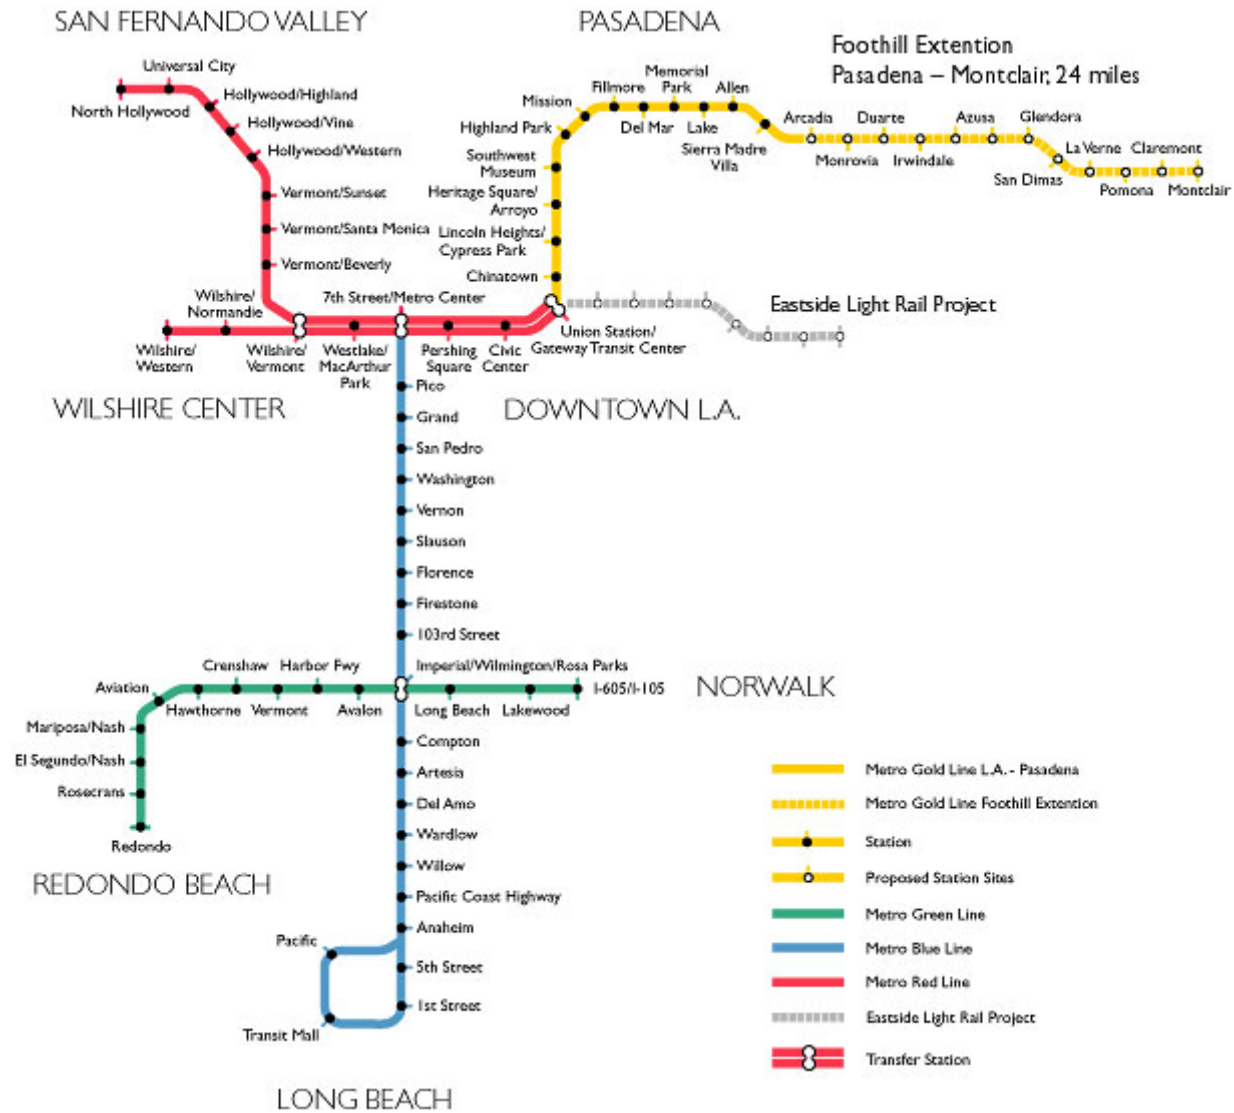 SAN FERNANDO VALLEY
PASADENA
Foothill Extention
Pasadena – Montclair, 24 miles
Universal City
North Hollywood
Hollywood/Highland
Hollywood/Vine
Hollywood/Western
Vermont/Sunset
Vermont/Santa Monica
Vermont/Beverly
Mission
Fillmore
Memorial
Park
Allen
Highland Park
Del Mar
Lake
Sierra Madre
Villa
Southwest
Museum
Heritage Square/
Arroyo
Lincoln Heights/
Cypress Park
Chinatown
Arcadia
Duarte
Azusa
Glendora
Monrovia
Irwindale
La Verne
Claremont
San Dimas
Pomona
Montclair
Wilshire/
Normandie
7th Street/Metro Center
Eastside Light Rail Project
Union Station/
Gateway Transit Center
Wilshire/
Western
Wilshire/
Vermont
Westlake/
MacArthur
Park
Pershing
Square
Civic
Center
WILSHIRE CENTER
DOWNTOWN L.A.
Pico
Grand
San Pedro
Washington
Vernon
Slauson
Florence
Firestone
103rd Street
Imperial/Wilmington/Rosa Parks
Crenshaw
Harbor Fwy
Aviation
I-605/I-105
NORWALK
Hawthorne
Vermont
Avalon
Long Beach
Lakewood
Mariposa/Nash
El Segundo/Nash
Rosecrans
Redondo
REDONDO BEACH
Compton
Artesia
Del Amo
Wardlow
Willow
Pacific Coast Highway
Anaheim
Pacific
5th Street
1st Street
Transit Mall
LONG BEACH
Metro Gold Line L.A. - Pasadena
Metro Gold Line Foothill Extention
Station
Proposed Station Sites
Metro Green Line
Metro Blue Line
Metro Red Line
Eastside Light Rail Project
Transfer Station